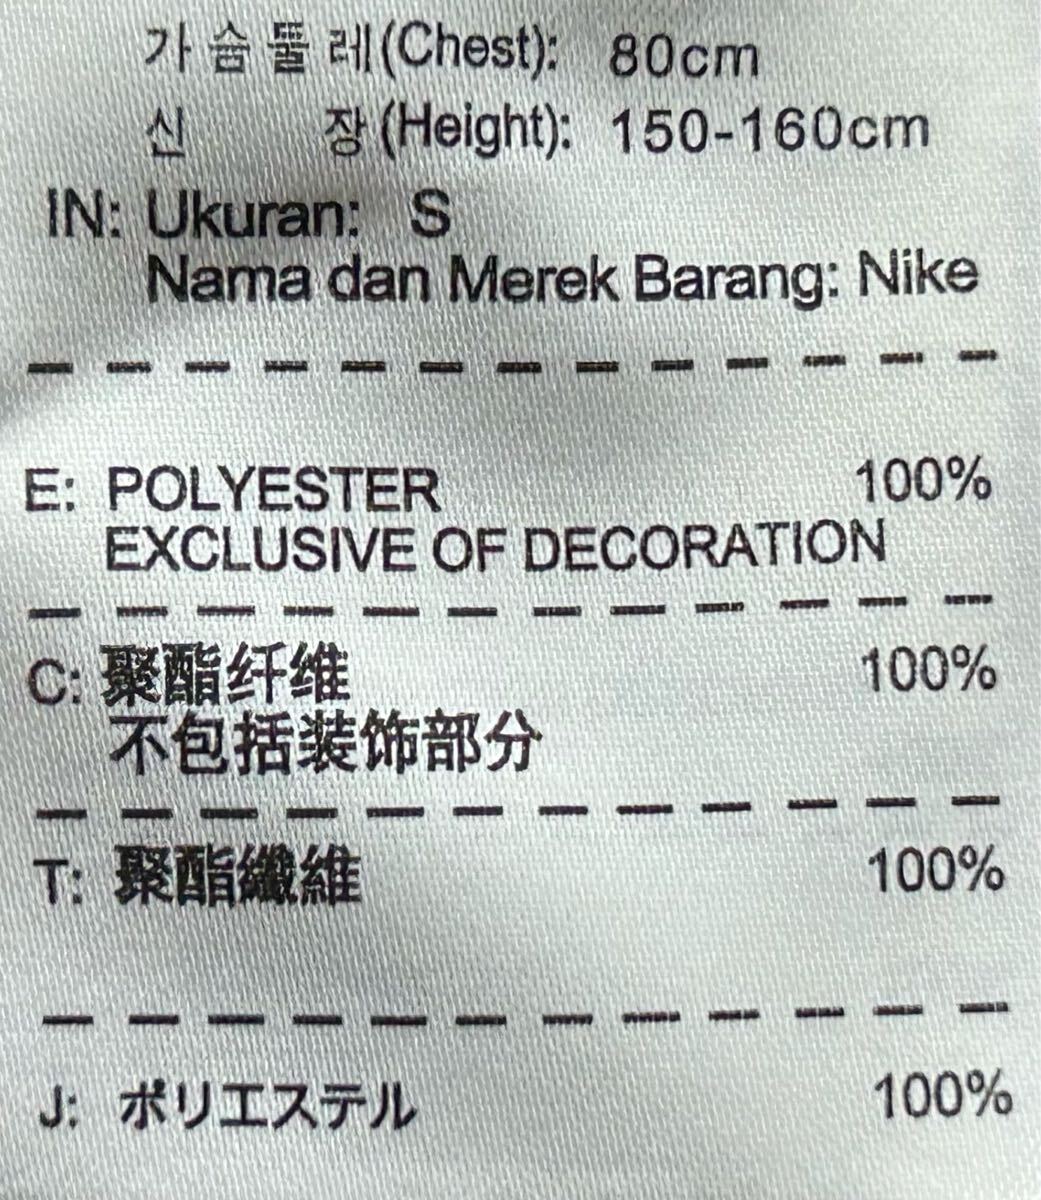 가슴둘레(Chest): 80cm
신 장(Height): 150-160cm
IN: Ukuran: S
Nama dan Merek Barang: Nike
E: POLYESTER 100%
EXCLUSIVE OF DECORATION
C: 聚酯纤维 100%
不包括装饰部分
T: 聚酯纖維 100%
J: ポリエステル 100%